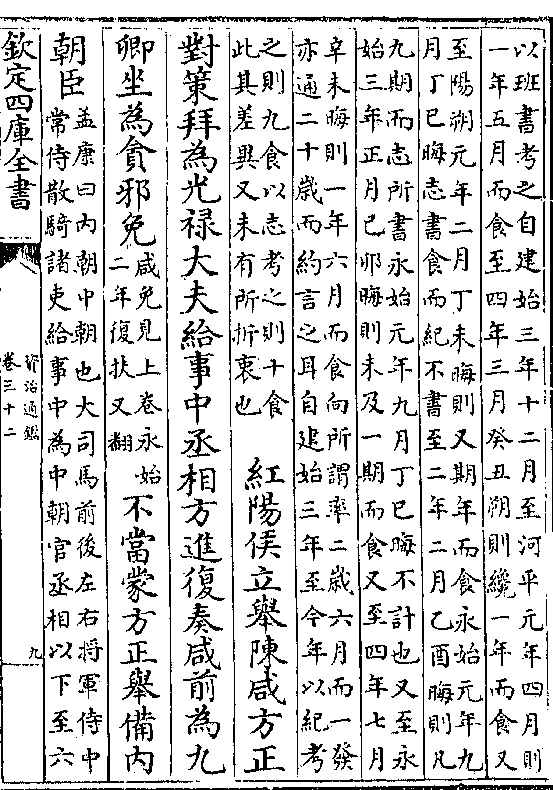 以班書考之自建始三年十二月至河平元年四月則
一年五月而食至四年三月癸丑朔則纔一年而食又
至陽朔元年二月丁未晦則又期年而食永始元年九
月丁巳晦志書食而紀不書至二年二月乙酉晦則凡
九期而志所書永始元年九月丁巳晦不計也又至永
始三年正月己卯晦則未及一期而食又至四年七月
辛未晦則一年六月而食向所謂率二歲六月而一發
亦通二十歲而約言之耳自建始三年至今年以紀考
之則九食以志考之則十食
此其差異又未有所折衷也
紅陽侯立舉陳咸方正
對策拜為光祿大夫給事中丞相方進復奏咸前為九
卿坐為貪邪免
咸免見上卷永始
二年復扶又翻
不當蒙方正舉備内
朝臣
盖康曰内朝中朝也大司馬前後左右將軍侍中
常侍散騎諸吏給事中為中朝官丞相以下至六
欽定四庫全書
資治通鑑
卷三十二
九